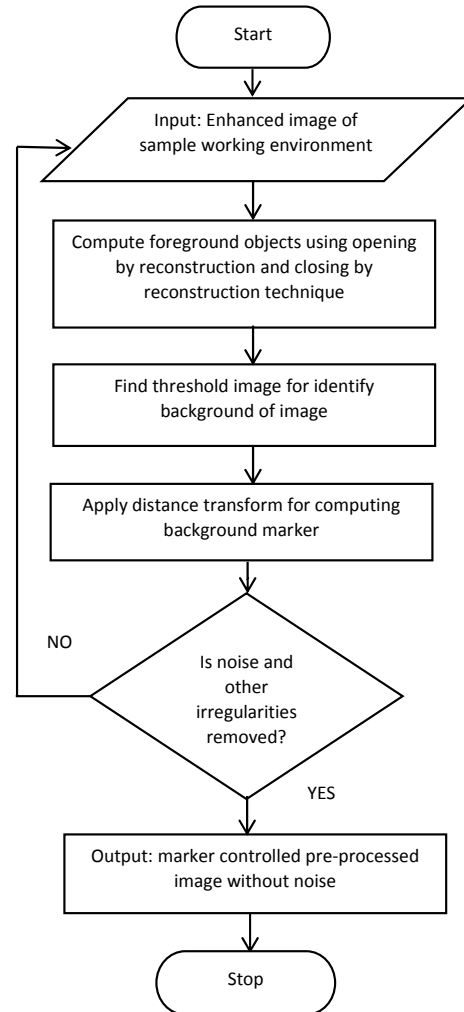 Start
Input: Enhanced image of
sample working environment
Compute foreground objects using opening
by reconstruction and closing by
reconstruction technique
Find threshold image for identify
background of image
Apply distance transform for computing
background marker
NO
Is noise and
other
irregularities
removed?
YES
Output: marker controlled pre-processed
image without noise
Stop